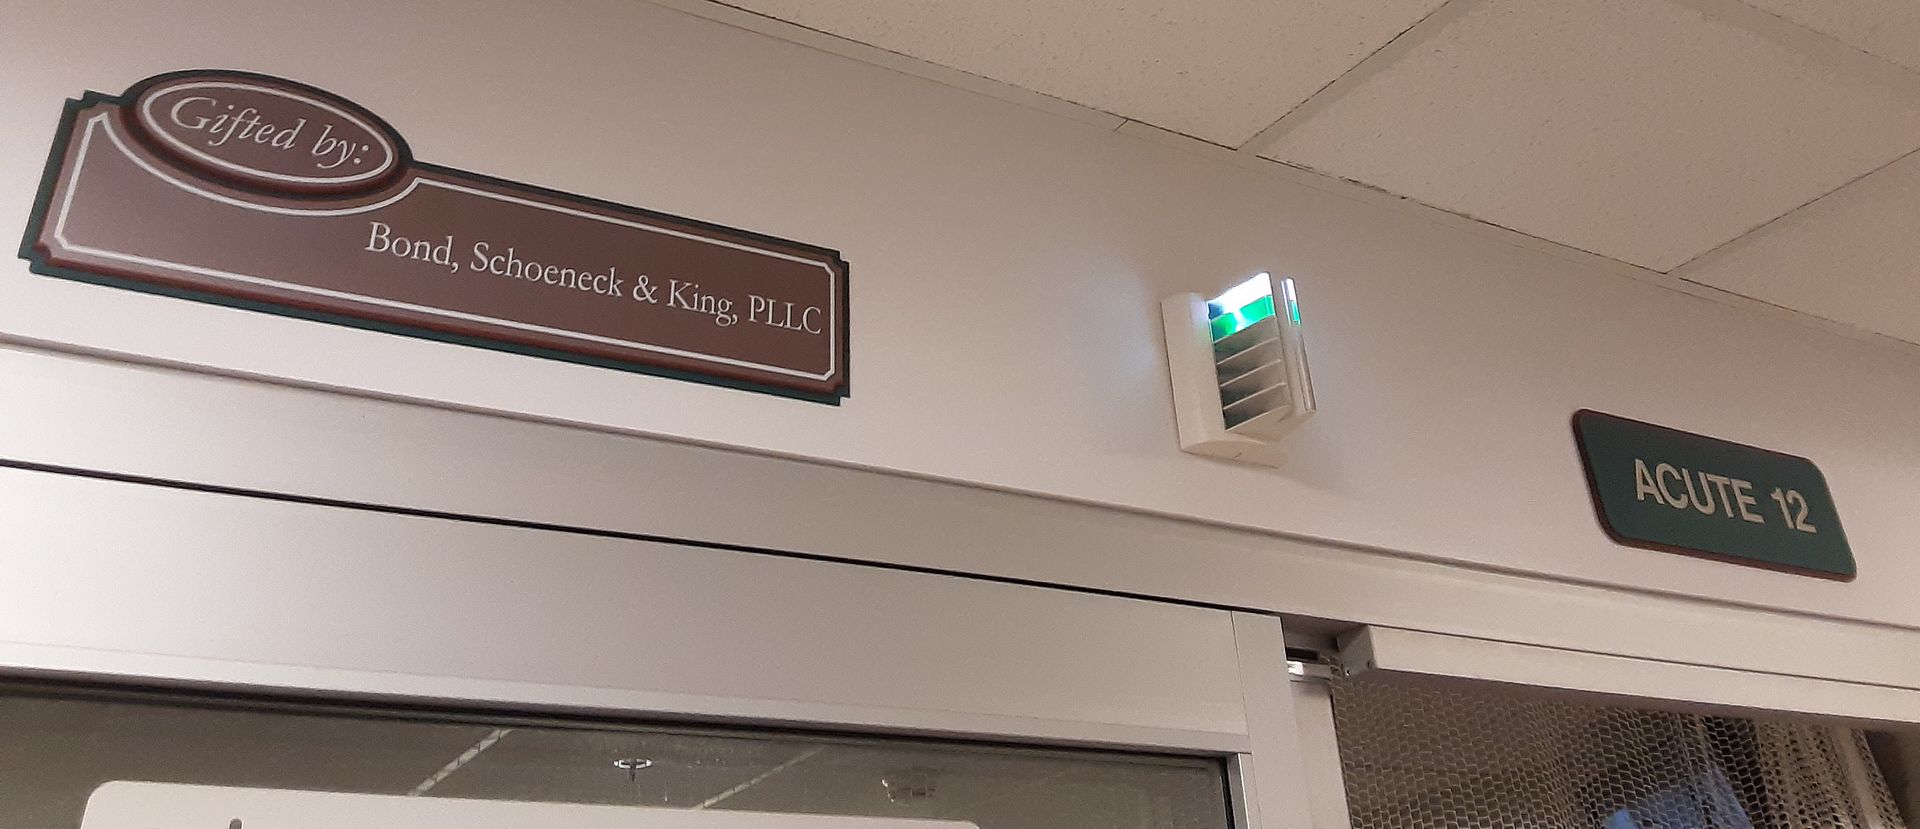 Gifted by:
Bond, Schoeneck & King, PLLC
ACUTE 12